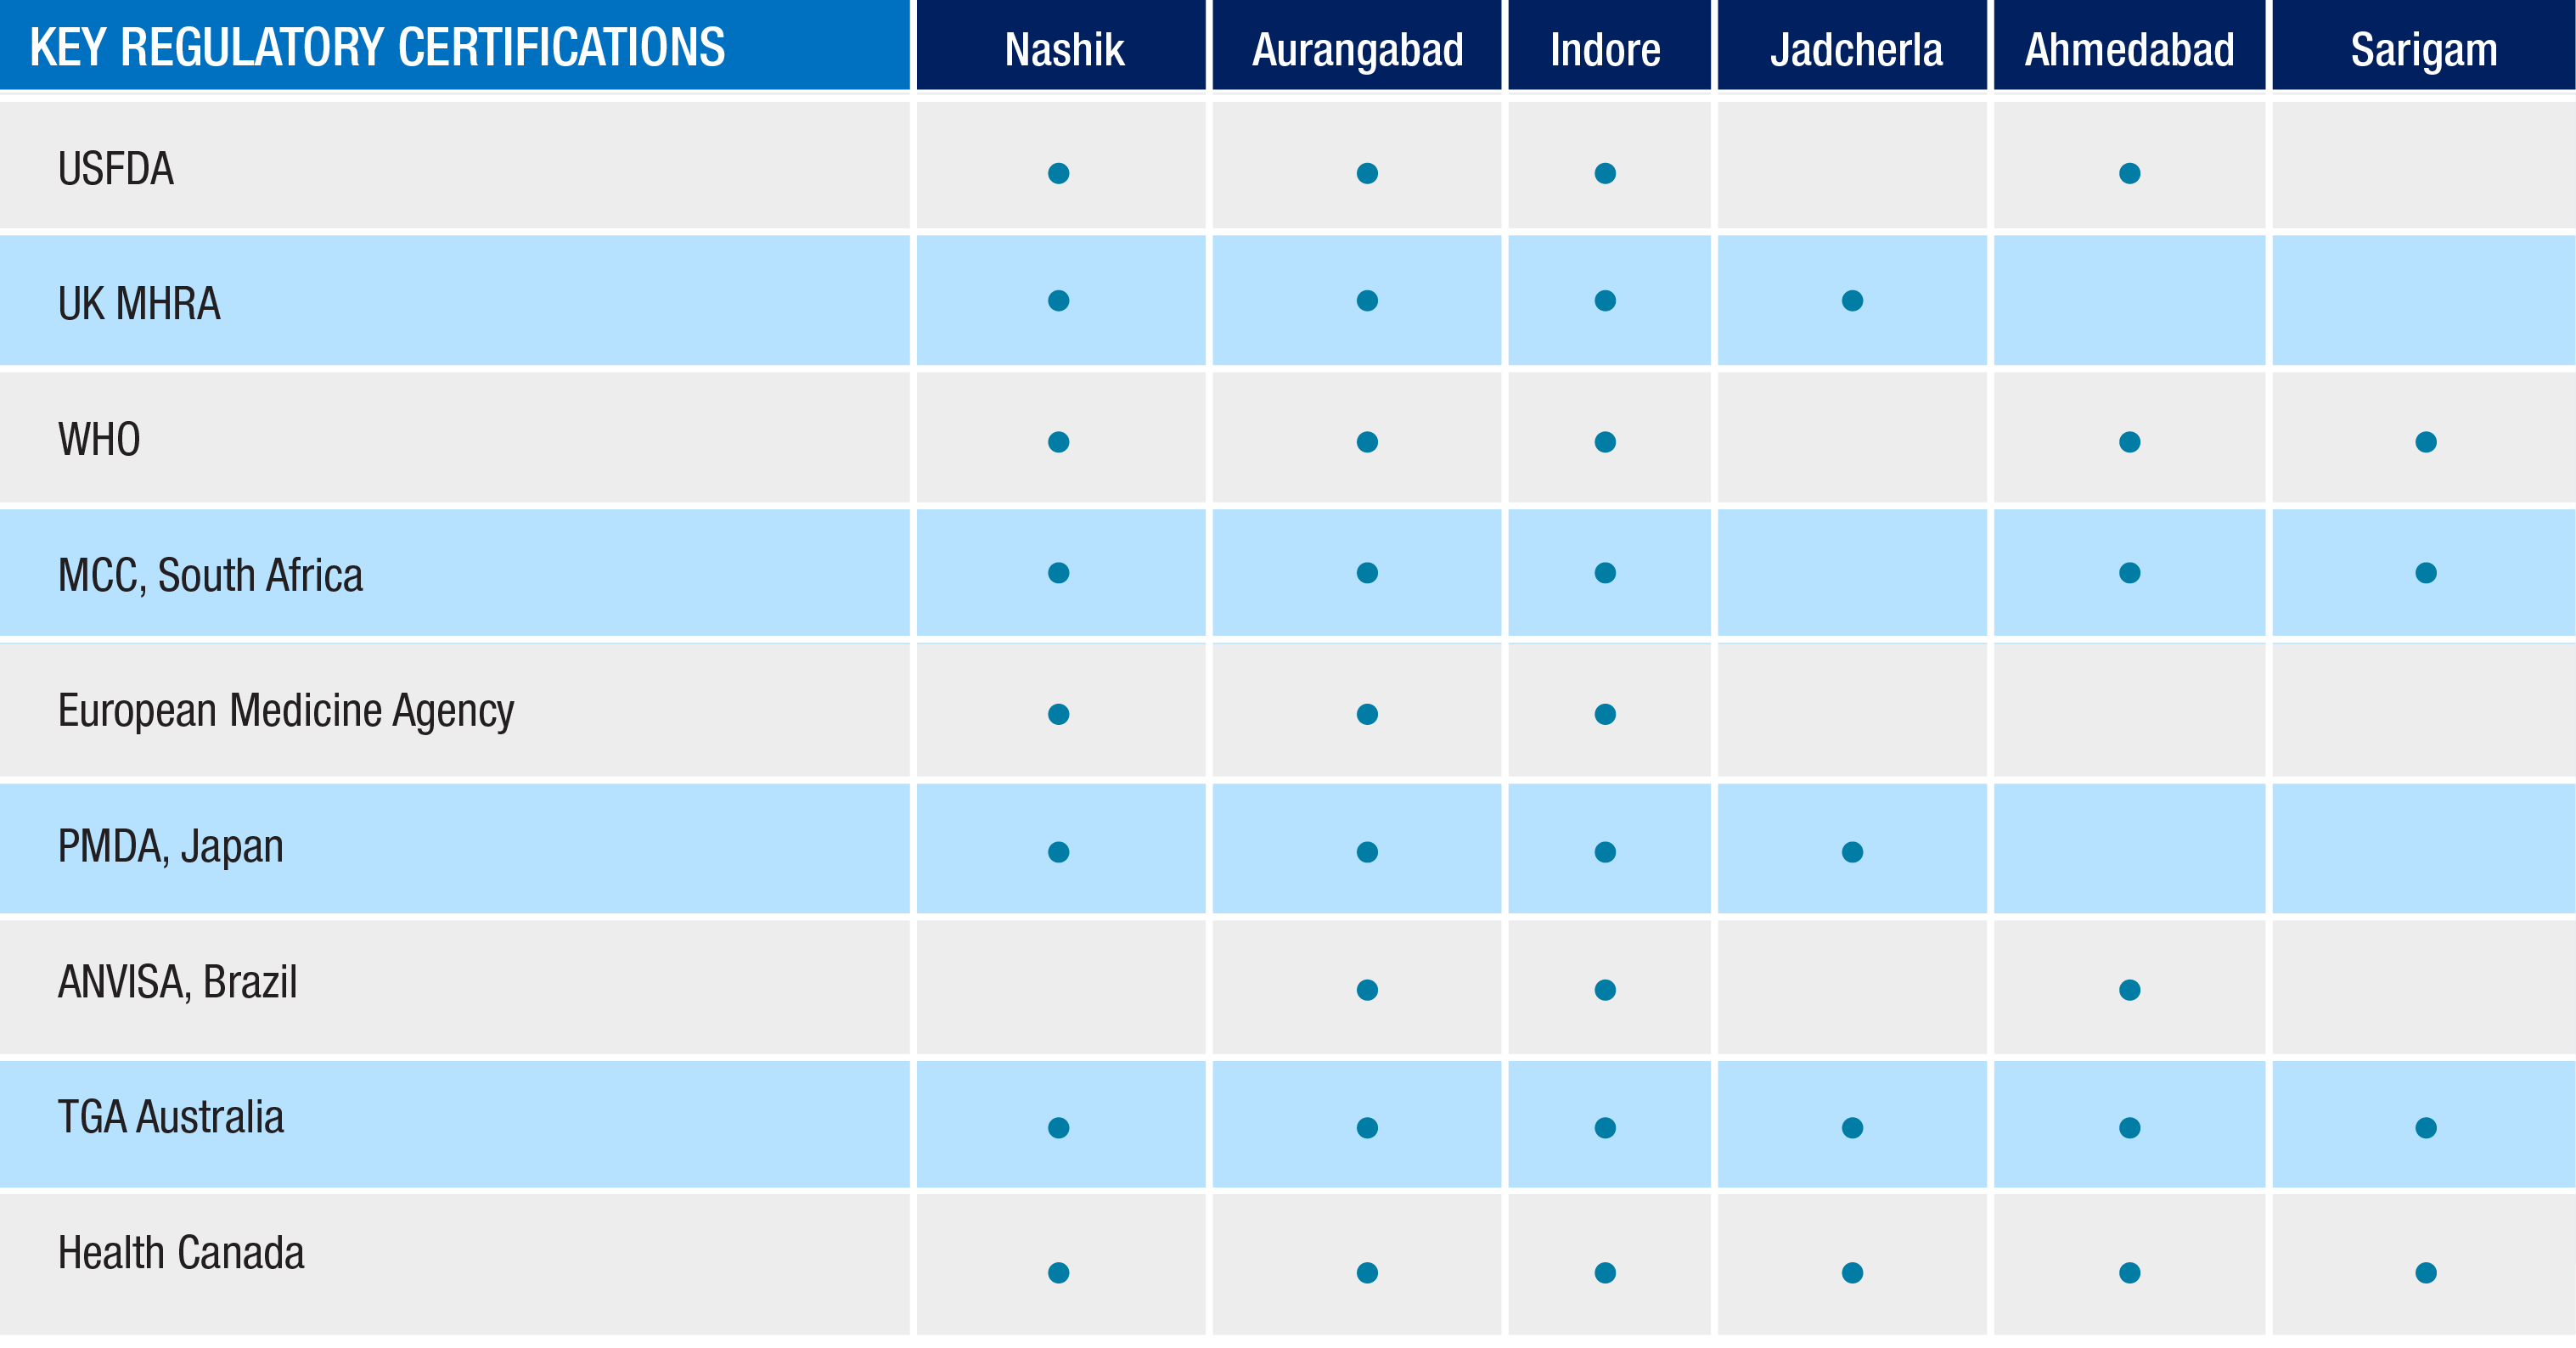 KEY REGULATORY CERTIFICATIONS Nashik Aurangabad Indore Jadcherla Ahmedabad Sarigam
USFDA • • • •
UK MHRA • • • •
WHO • • • • •
MCC, South Africa • • • • •
European Medicine Agency • • •
PMDA, Japan • • • •
ANVISA, Brazil • • •
TGA Australia • • • • • •
Health Canada • • • • • •